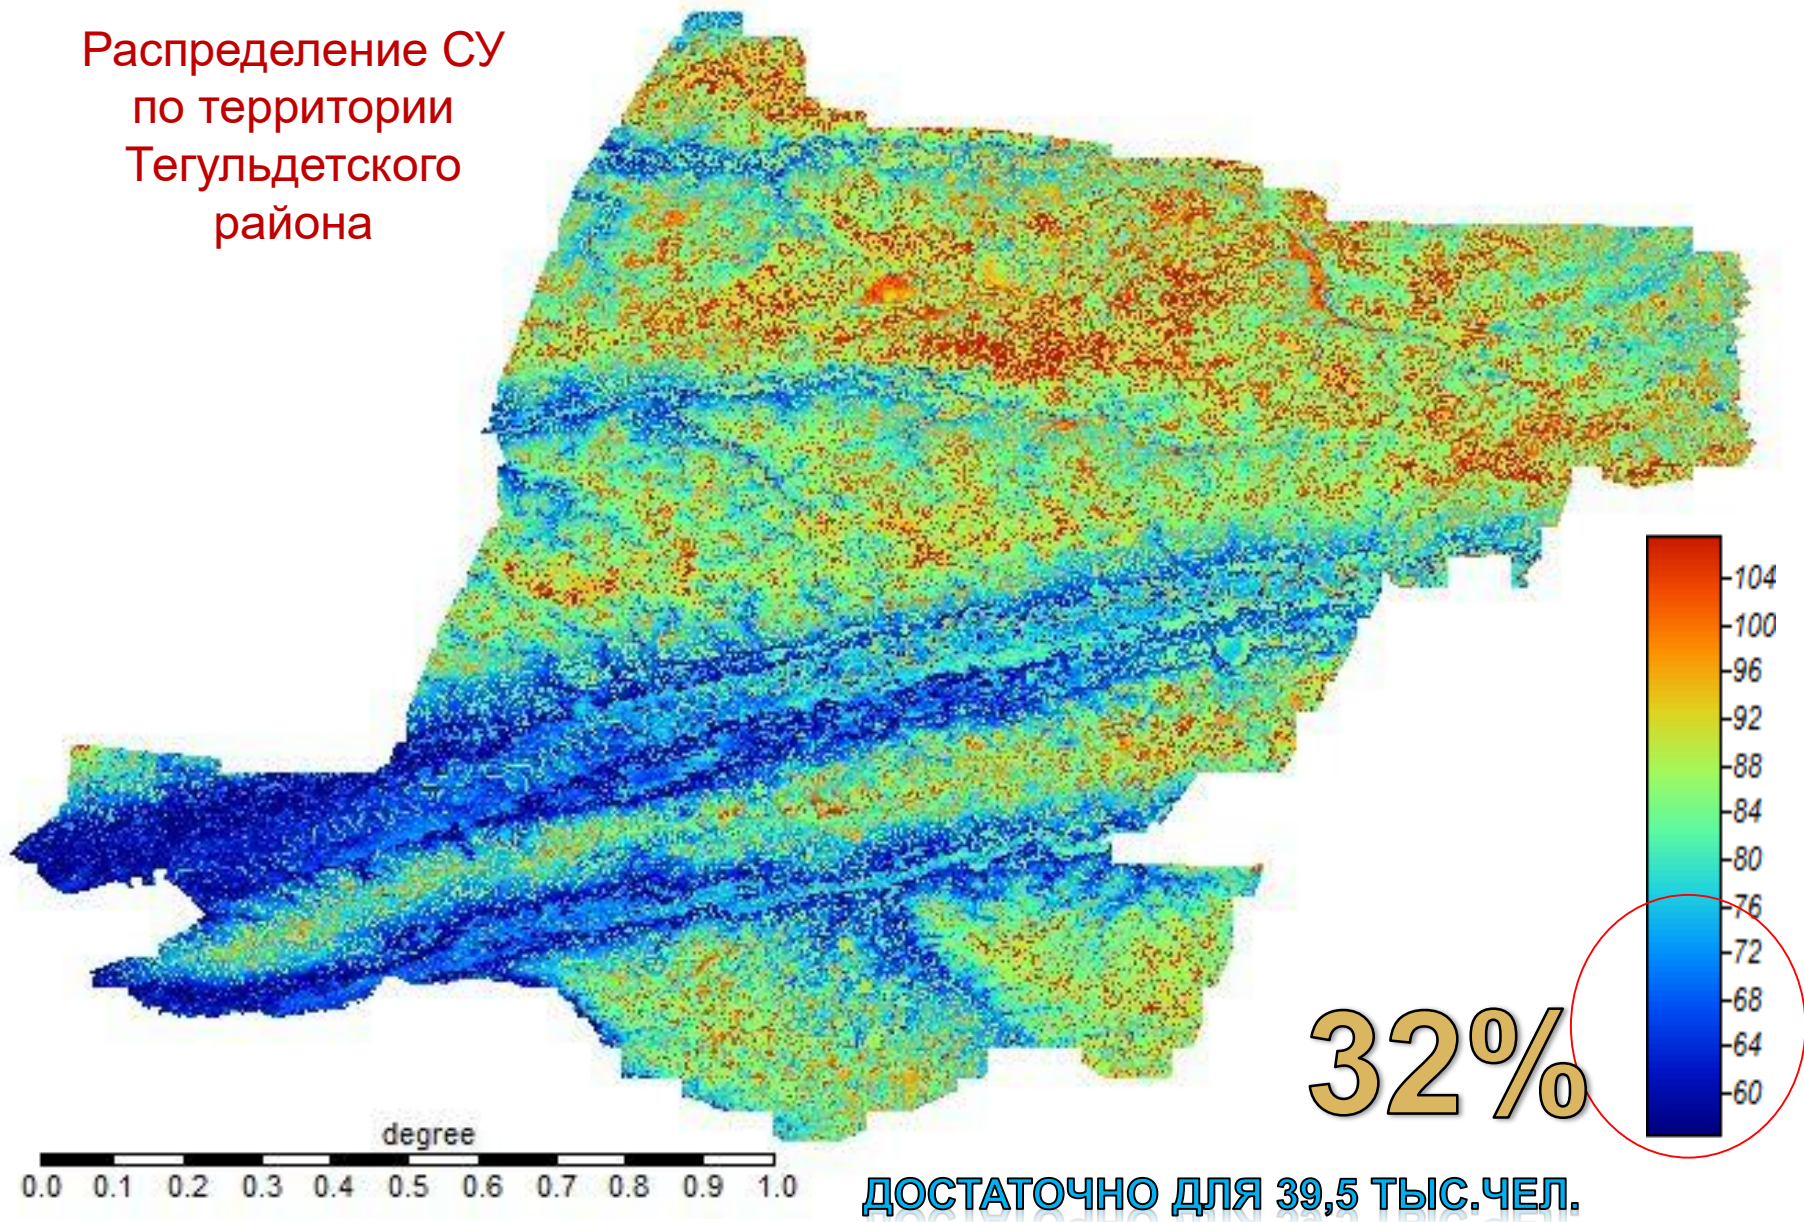 Распределение СУ
по территории
Тегульдетского
района
104
100
96
92
88
84
80
76
72
68
64
60
32%
degree
0.0 0.1 0.2 0.3 0.4 0.5 0.6 0.7 0.8 0.9 1.0
ДОСТАТОЧНО ДЛЯ 39,5 ТЫС.ЧЕЛ.